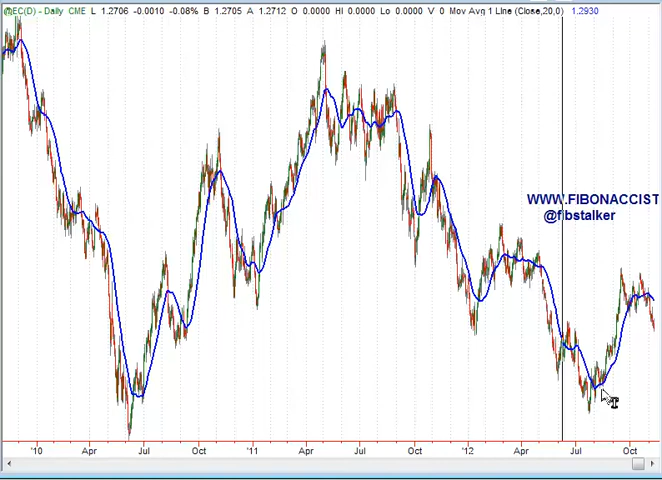 @EC(D) - Daily CME L 1.2706 -0.0010 -0.08% B 1.2705 A 1.2712 O 0.0000 Hi 0.0000 Lo 0.0000 V 0 Mov Avg 1 Line (Close,20,0) 1.2930
WWW.FIBONACCIST
@fibstalker
'10 Apr Jul Oct '11 Apr Jul Oct '12 Apr Jul Oct